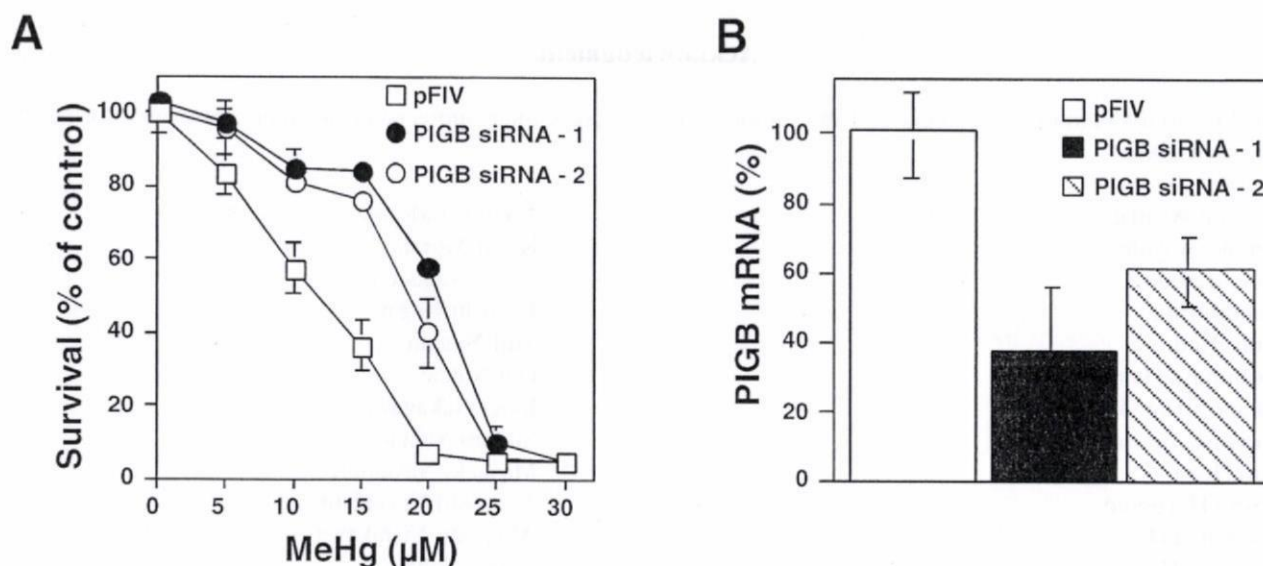 A
Survival (% of control)
100
80
60
40
20
0
0 5 10 15 20 25 30
MeHg (µM)
pFIV
PIGB siRNA - 1
PIGB siRNA - 2
B
PIGB mRNA (%)
100
80
60
40
20
0
pFIV
PIGB siRNA - 1
PIGB siRNA - 2